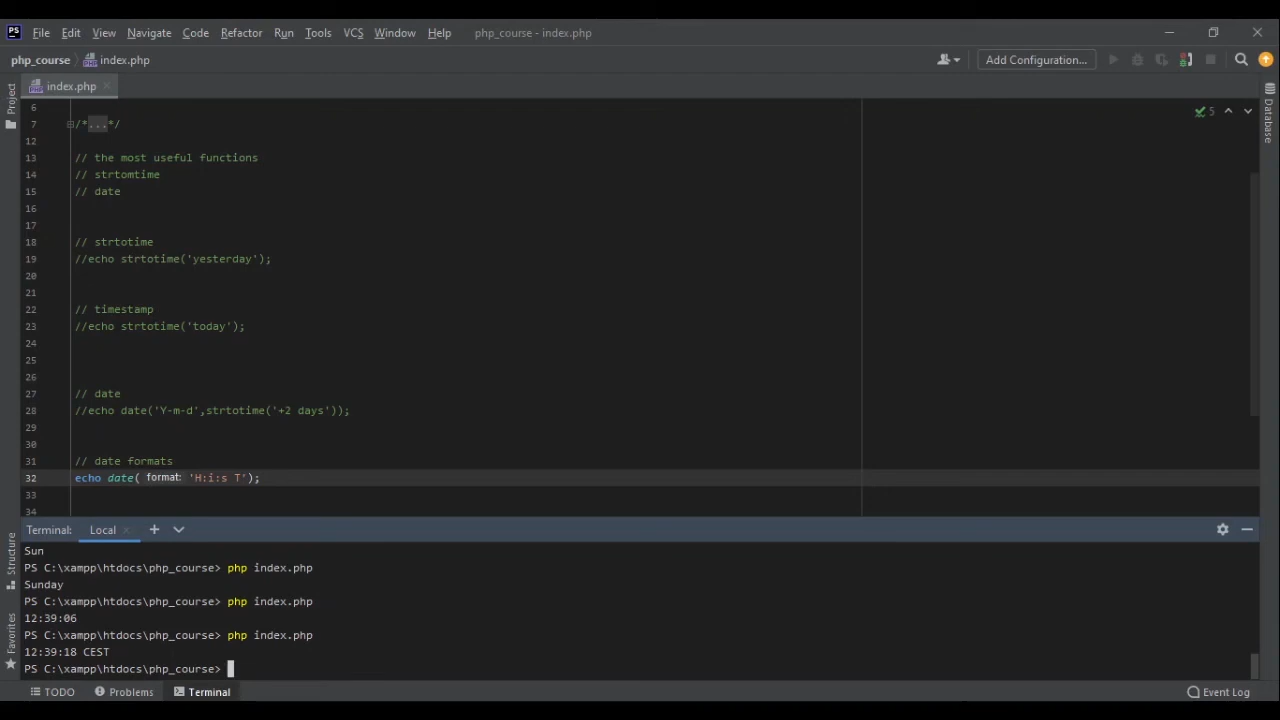 PS File Edit View Navigate Code Refactor Run Tools VCS Window Help php_course - index.php
php_course index.php Add Configuration...
Project
index.php
Database
5
6
7 /*...*/
12
13 // the most useful functions
14 // strtomtime
15 // date
16
17
18 // strtotime
19 //echo strtotime('yesterday');
20
21
22 // timestamp
23 //echo strtotime('today');
24
25
26
27 // date
28 //echo date('Y-m-d',strtotime('+2 days'));
29
30
31 // date formats
32 echo date( format: 'H:i:s T');
33
34
Terminal: Local
Structure
Favorites
Sun
PS C:\xampp\htdocs\php_course> php index.php
Sunday
PS C:\xampp\htdocs\php_course> php index.php
12:39:06
PS C:\xampp\htdocs\php_course> php index.php
12:39:18 CEST
PS C:\xampp\htdocs\php_course>
TODO Problems Terminal Event Log